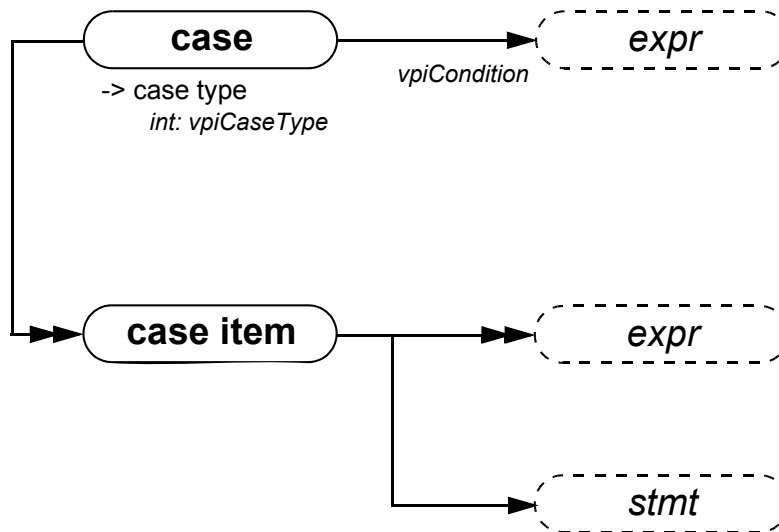 case
expr
-> case type
vpiCondition
int: vpiCaseType
case item
expr
stmt